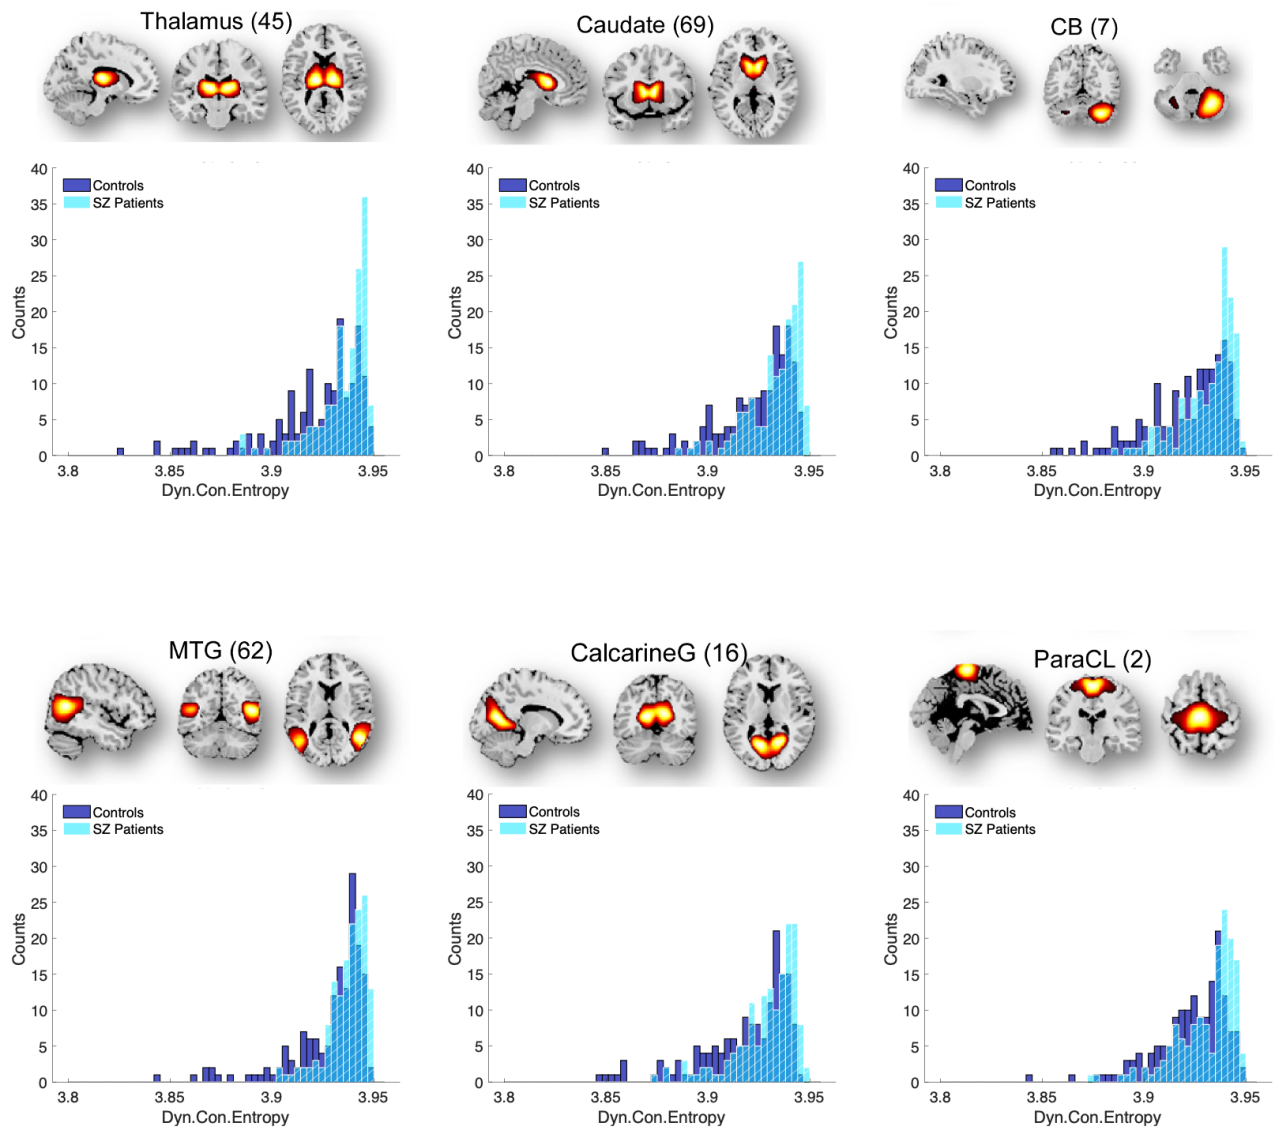 Thalamus (45)
Caudate (69)
CB (7)
40
35
30
25
20
15
10
5
0
Counts
Controls
SZ Patients
3.8
3.85
3.9
3.95
Dyn.Con.Entropy
40
35
30
25
20
15
10
5
0
Counts
Controls
SZ Patients
3.8
3.85
3.9
3.95
Dyn.Con.Entropy
40
35
30
25
20
15
10
5
0
Counts
Controls
SZ Patients
3.8
3.85
3.9
3.95
Dyn.Con.Entropy
MTG (62)
CalcarineG (16)
ParaCL (2)
40
35
30
25
20
15
10
5
0
Counts
Controls
SZ Patients
3.8
3.85
3.9
3.95
Dyn.Con.Entropy
40
35
30
25
20
15
10
5
0
Counts
Controls
SZ Patients
3.8
3.85
3.9
3.95
Dyn.Con.Entropy
40
35
30
25
20
15
10
5
0
Counts
Controls
SZ Patients
3.8
3.85
3.9
3.95
Dyn.Con.Entropy